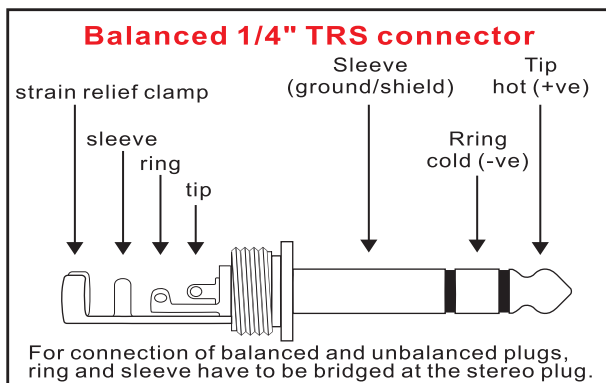 Balanced 1/4" TRS connector
strain relief clamp
sleeve
ring
tip
Sleeve
(ground/shield)
Rring
cold (-ve)
Tip
hot (+ve)
For connection of balanced and unbalanced plugs,
ring and sleeve have to be bridged at the stereo plug.